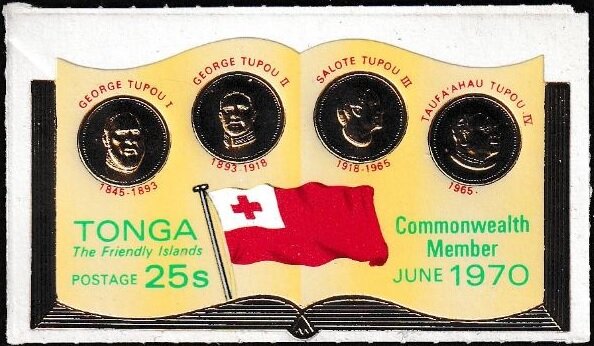 GEORGE TUPOU I
1845-1893
GEORGE TUPOU II
1893-1918
SALOTE TUPOU III
1918-1965
TAUFA'AHAU TUPOU IV
1965-
TONGA
The Friendly Islands
POSTAGE 25s
Commonwealth
Member
JUNE 1970